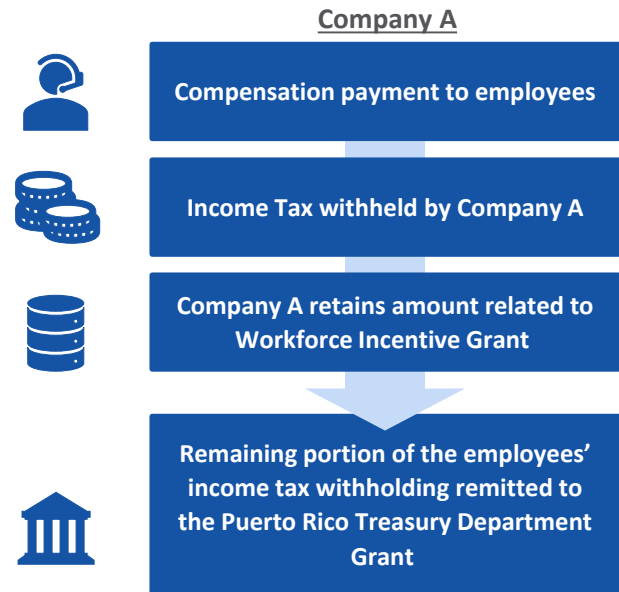 Company A
Compensation payment to employees
Income Tax withheld by Company A
Company A retains amount related to
Workforce Incentive Grant
Remaining portion of the employees’
income tax withholding remitted to
the Puerto Rico Treasury Department
Grant